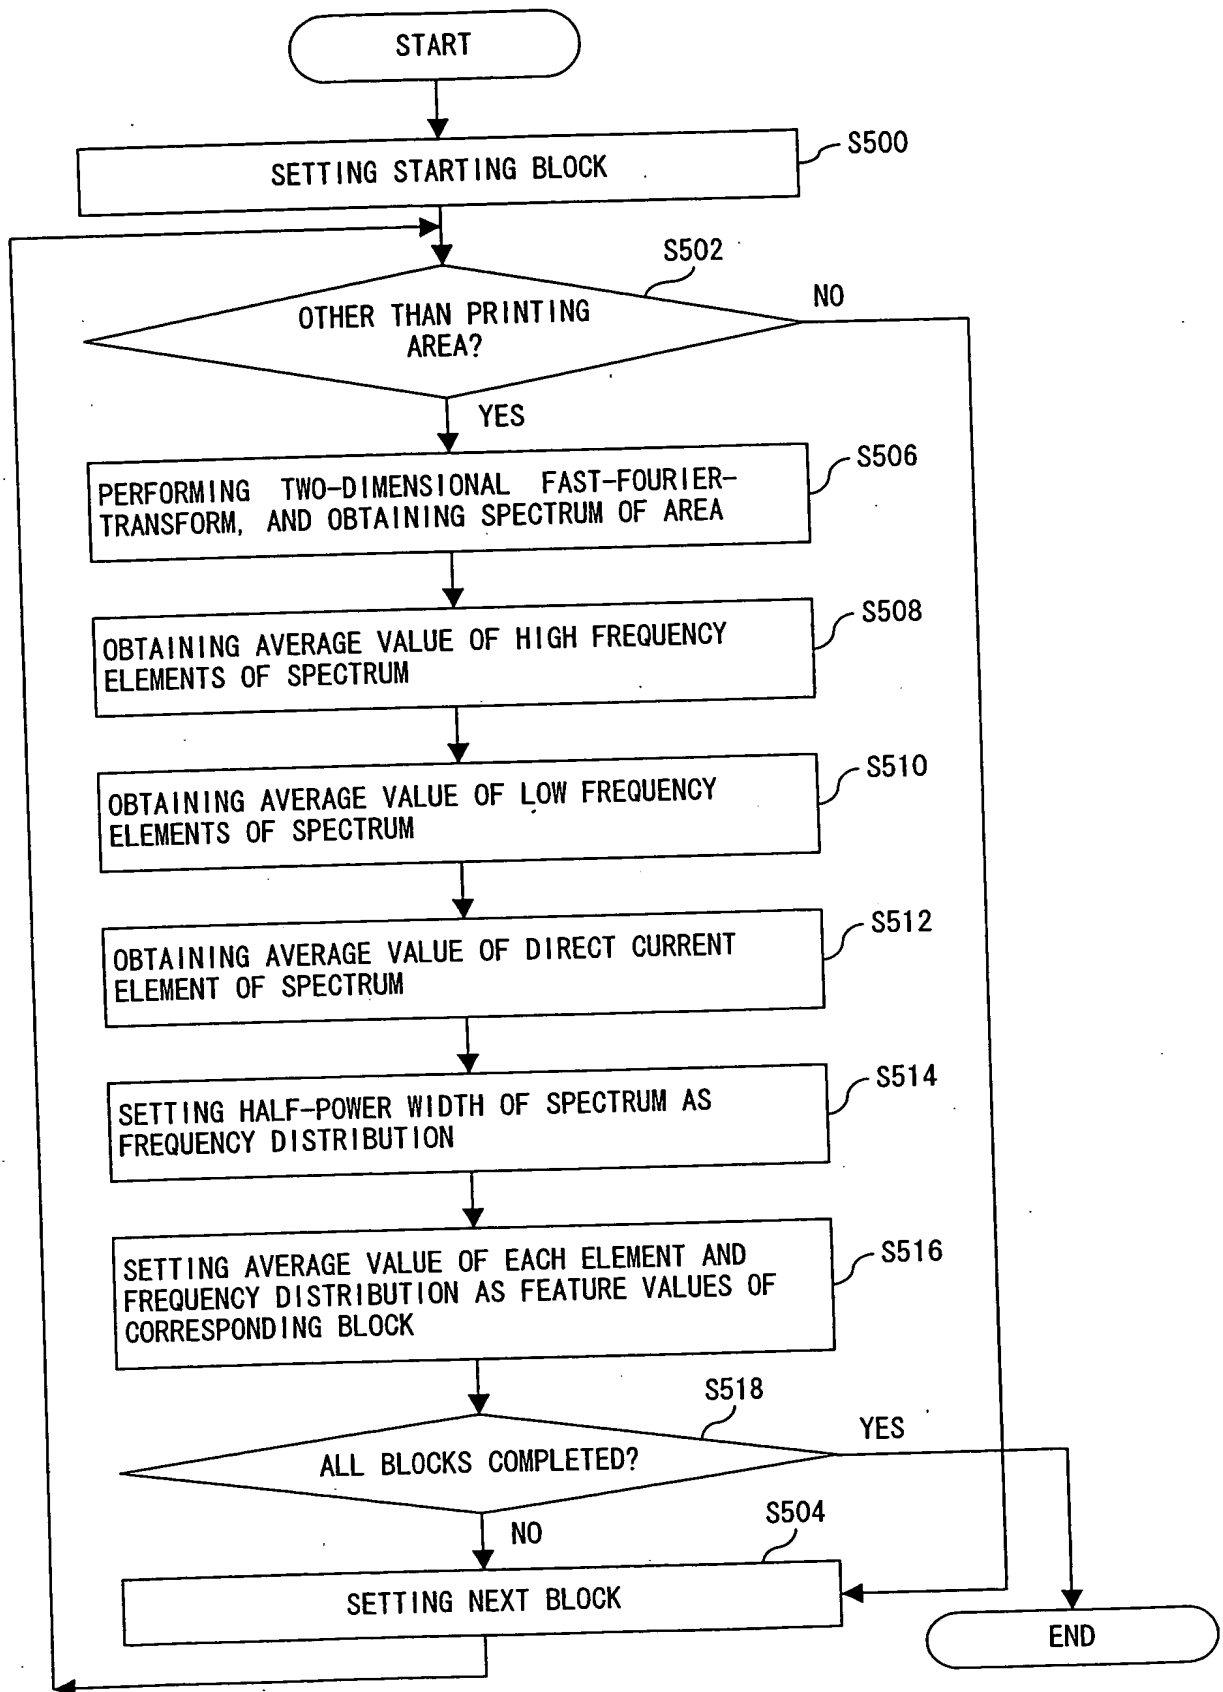 START
SETTING STARTING BLOCK
S500
S502
OTHER THAN PRINTING
AREA?
NO
YES
S506
PERFORMING TWO-DIMENSIONAL FAST-FOURIER-
TRANSFORM, AND OBTAINING SPECTRUM OF AREA
S508
OBTAINING AVERAGE VALUE OF HIGH FREQUENCY
ELEMENTS OF SPECTRUM
S510
OBTAINING AVERAGE VALUE OF LOW FREQUENCY
ELEMENTS OF SPECTRUM
S512
OBTAINING AVERAGE VALUE OF DIRECT CURRENT
ELEMENT OF SPECTRUM
S514
SETTING HALF-POWER WIDTH OF SPECTRUM AS
FREQUENCY DISTRIBUTION
S516
SETTING AVERAGE VALUE OF EACH ELEMENT AND
FREQUENCY DISTRIBUTION AS FEATURE VALUES OF
CORRESPONDING BLOCK
S518
ALL BLOCKS COMPLETED?
YES
NO
S504
SETTING NEXT BLOCK
END